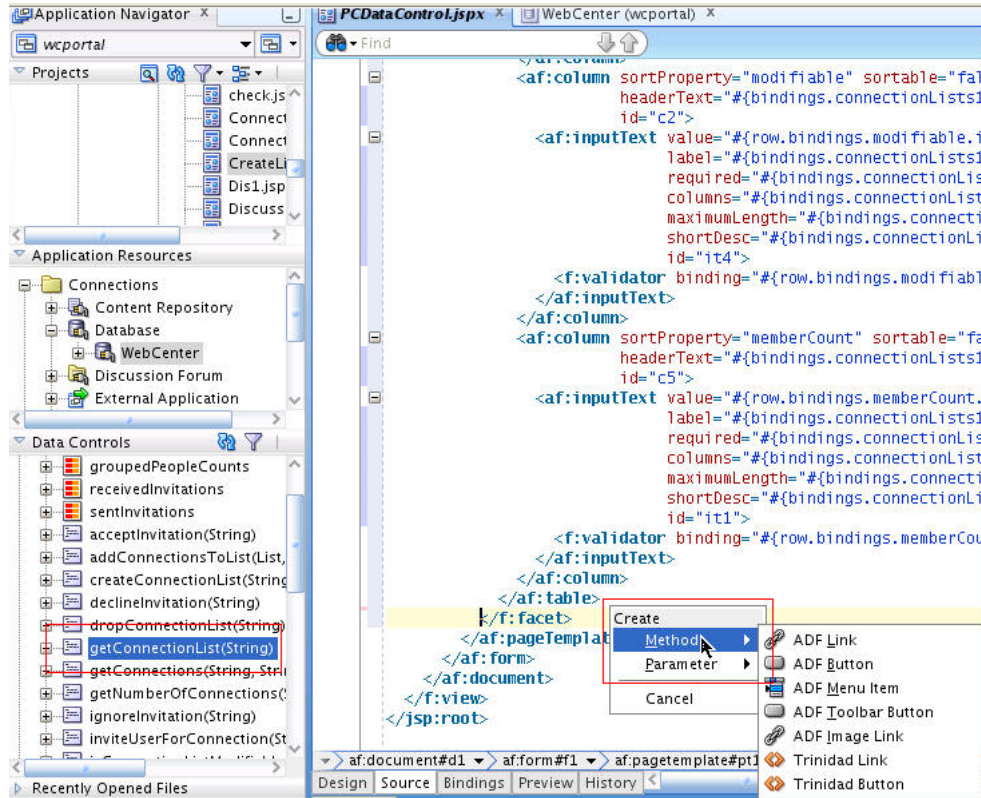 Application Navigator x
wcportal
Projects
check.js
Connect
Connect
CreateLi
Dis1.jsp
Discuss
Application Resources
Connections
Content Repository
Database
WebCenter
Discussion Forum
External Application
Data Controls
groupedPeopleCounts
receivedInvitations
sentInvitations
acceptInvitation(String)
addConnectionsToList(List,
createConnectionList(String
declineInvitation(String)
dropConnectionList(String)
getConnectionList(String)
getConnections(String, Stri
getNumberOfConnections(
ignoreInvitation(String)
inviteUserForConnection(St
Recently Opened Files
PCDataControl.jspx x
WebCenter (wcportal) x
Find
</af:column>
<af:column sortProperty="modifiable" sortable="fal
headerText="#{bindings.connectionLists1
id="c2">
<af:inputText value="#{row.bindings.modifiable.i
label="#{bindings.connectionLists1
required="#{bindings.connectionLis
columns="#{bindings.connectionList
maximumLength="#{bindings.connecti
shortDesc="#{bindings.connectionLi
id="it4">
<f:validator binding="#{row.bindings.modifiabl
</af:inputText>
</af:column>
<af:column sortProperty="memberCount" sortable="fa
headerText="#{bindings.connectionLists1
id="c5">
<af:inputText value="#{row.bindings.memberCount.
label="#{bindings.connectionLists1
required="#{bindings.connectionLis
columns="#{bindings.connectionList
maximumLength="#{bindings.connecti
shortDesc="#{bindings.connectionLi
id="it1">
<f:validator binding="#{row.bindings.memberCou
</af:inputText>
</af:column>
</af:table>
</f:facet>
</af:pageTemplat
</af:form>
</af:document>
</f:view>
</jsp:root>
Create
Method
Parameter
Cancel
ADF Link
ADF Button
ADF Menu Item
ADF Toolbar Button
ADF Image Link
Trinidad Link
Trinidad Button
af:document#d1 af:form#f1 af:pagetemplate#pt1
Design Source Bindings Preview History